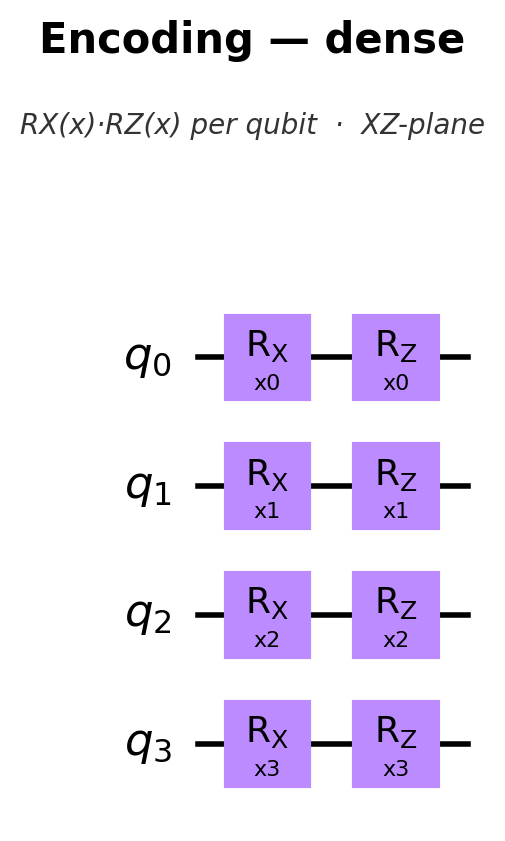 Encoding — dense
RX(x)·RZ(x) per qubit · XZ-plane
q0 RX x0 RZ x0
q1 RX x1 RZ x1
q2 RX x2 RZ x2
q3 RX x3 RZ x3